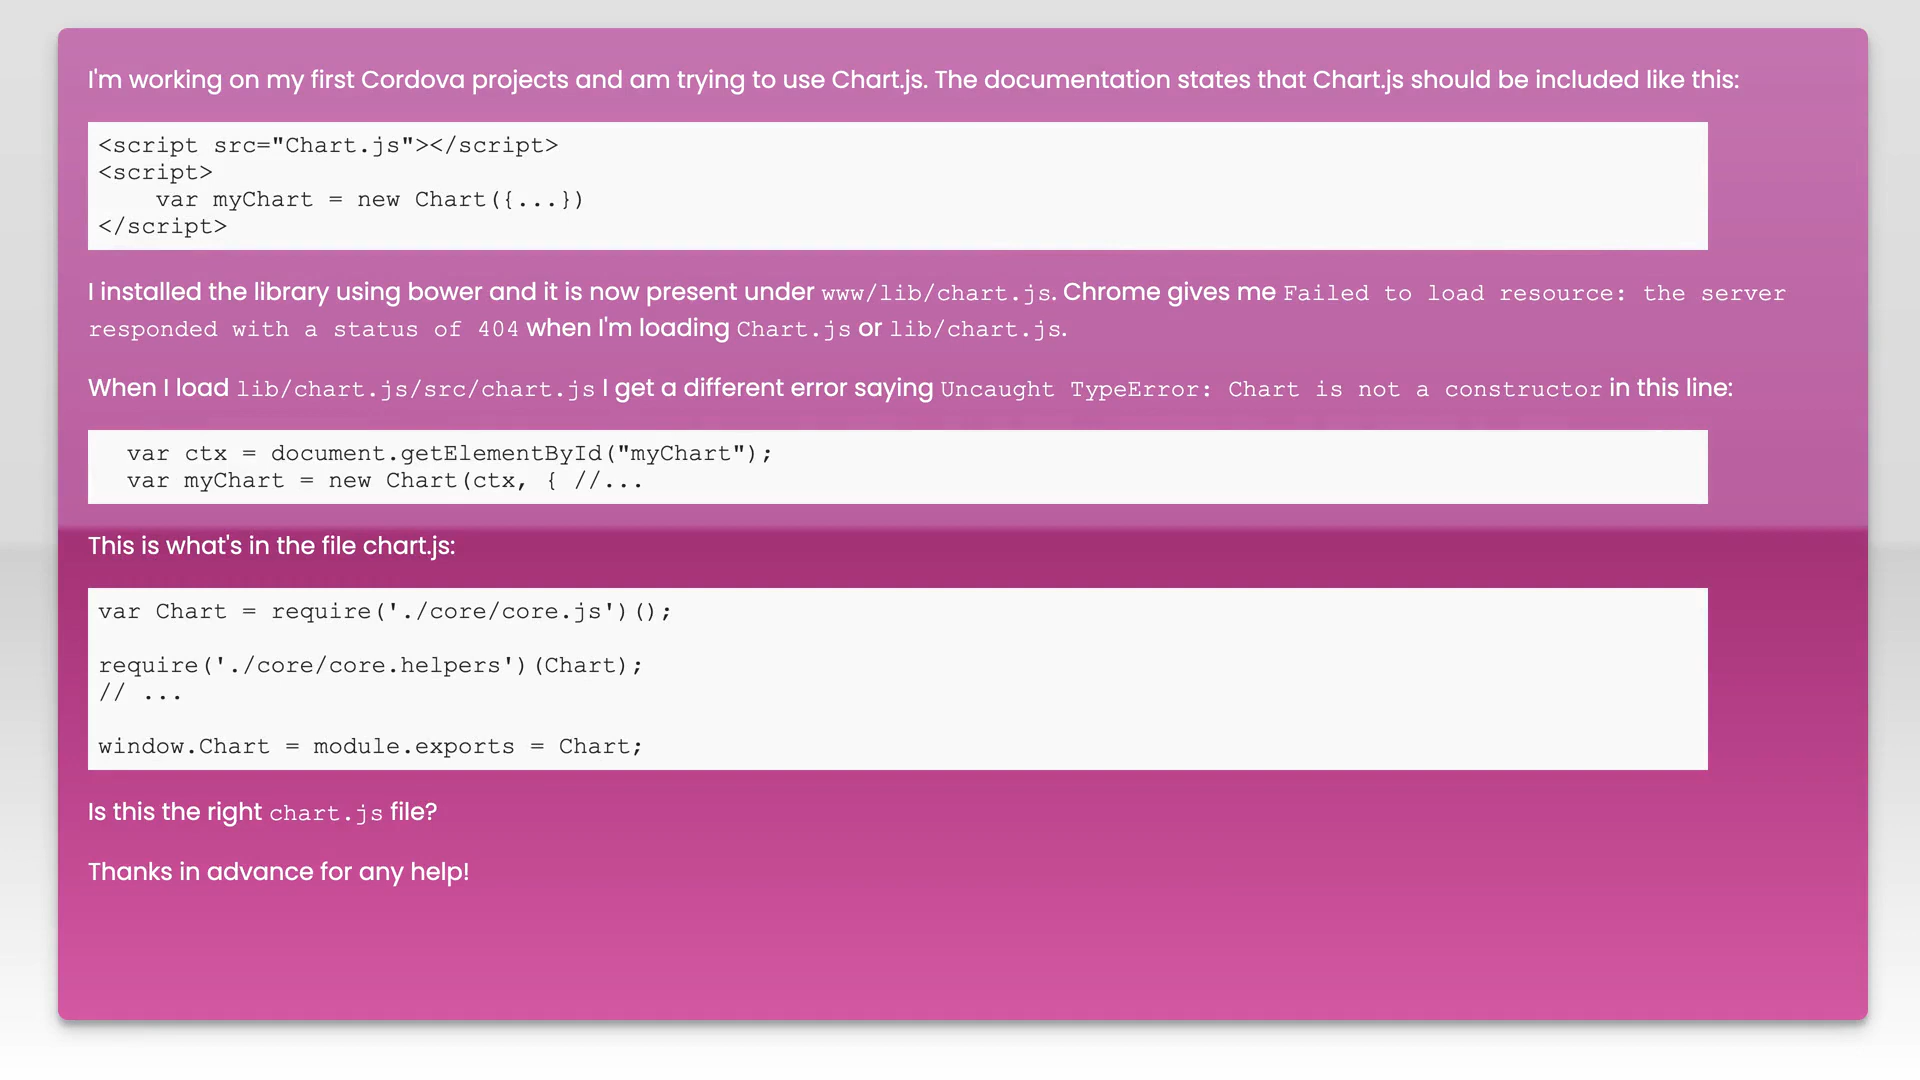 I'm working on my first Cordova projects and am trying to use Chart.js. The documentation states that Chart.js should be included like this:
<script src="Chart.js"></script>
<script>
    var myChart = new Chart({...})
</script>
I installed the library using bower and it is now present under www/lib/chart.js. Chrome gives me Failed to load resource: the server
responded with a status of 404 when I'm loading Chart.js or lib/chart.js.
When I load lib/chart.js/src/chart.js I get a different error saying Uncaught TypeError: Chart is not a constructor in this line:
  var ctx = document.getElementById("myChart");
  var myChart = new Chart(ctx, { //...
This is what's in the file chart.js:
var Chart = require('./core/core.js')();
require('./core/core.helpers')(Chart);
// ...
window.Chart = module.exports = Chart;
Is this the right chart.js file?
Thanks in advance for any help!